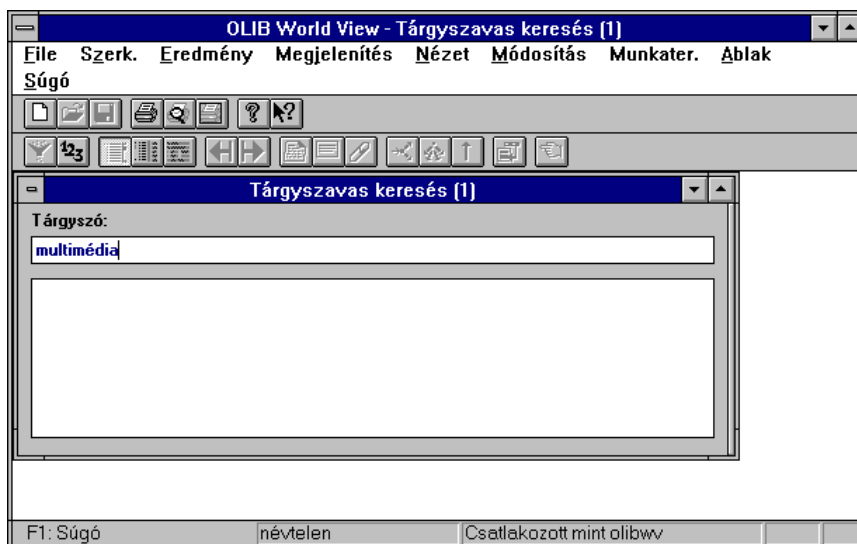 OLIB World View - Tárgyszavas keresés (1)
File Szerk. Eredmény Megjelenítés Nézet Módosítás Munkater. Ablak
Súgó
123
Tárgyszavas keresés (1)
Tárgyszó:
multimédia
F1: Súgó névtelen Csatlakozott mint olibwv